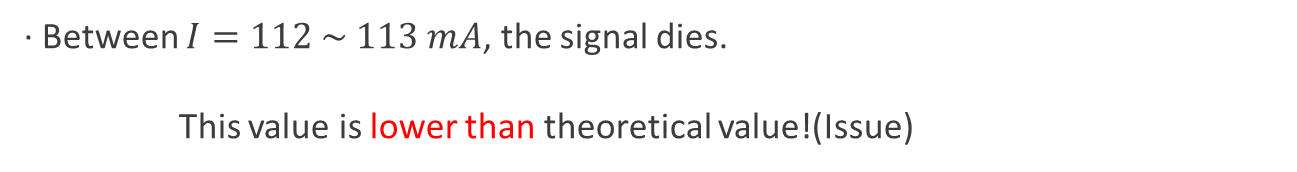 · Between I = 112 ~ 113 mA, the signal dies.
This value is lower than theoretical value!(Issue)